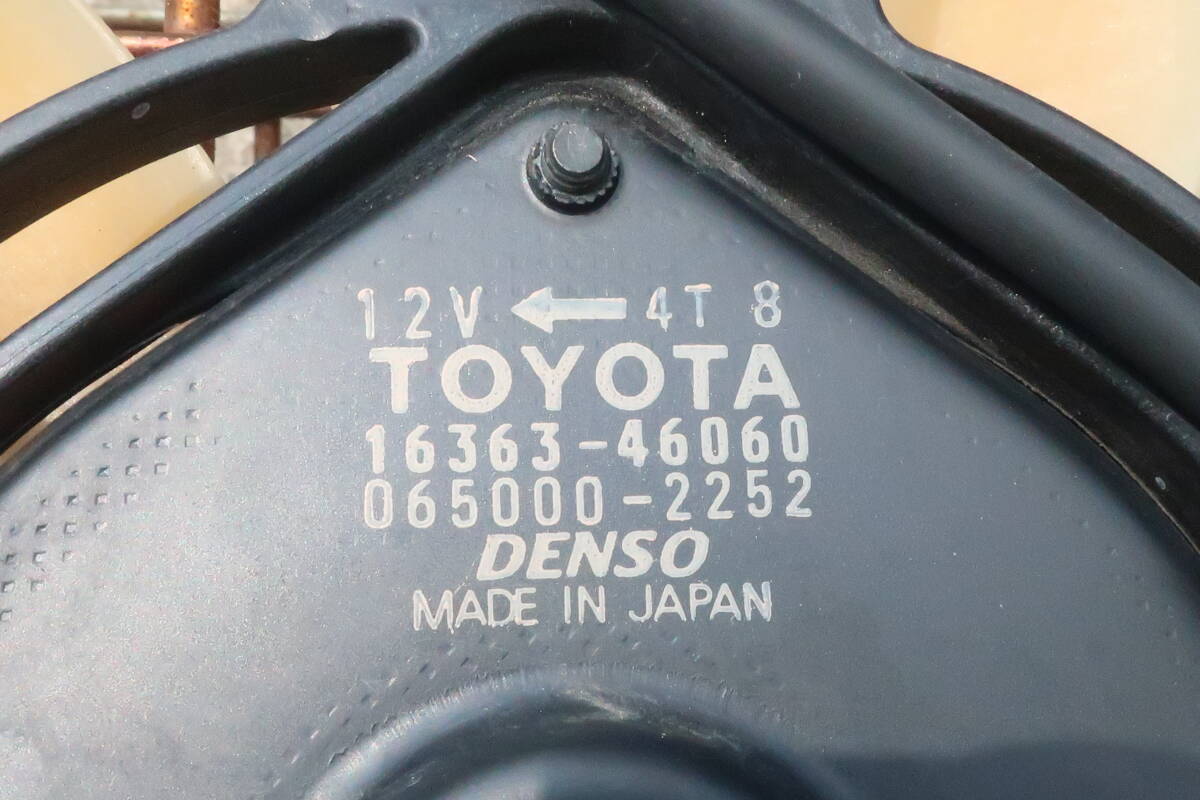 12V ← 4T 8
TOYOTA
16363-46060
065000-2252
DENSO
MADE IN JAPAN